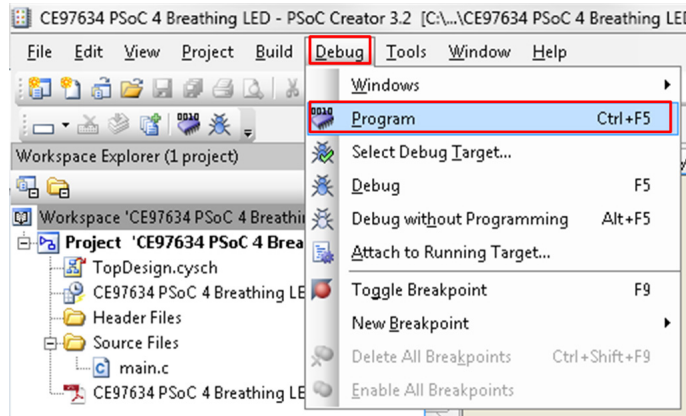 CE97634 PSoC 4 Breathing LED - PSoC Creator 3.2 [C:\...\CE97634 PSoC 4 Breathing LE
File Edit View Project Build Debug Tools Window Help
Windows
Program Ctrl+F5
Workspace Explorer (1 project)
Select Debug Target...
Debug F5
Workspace 'CE97634 PSoC 4 Breathi
Debug without Programming Alt+F5
Project 'CE97634 PSoC 4 Brea
Attach to Running Target...
TopDesign.cysch
CE97634 PSoC 4 Breathing LE
Toggle Breakpoint F9
Header Files
New Breakpoint
Source Files
Delete All Breakpoints Ctrl+Shift+F9
main.c
CE97634 PSoC 4 Breathing LE
Enable All Breakpoints